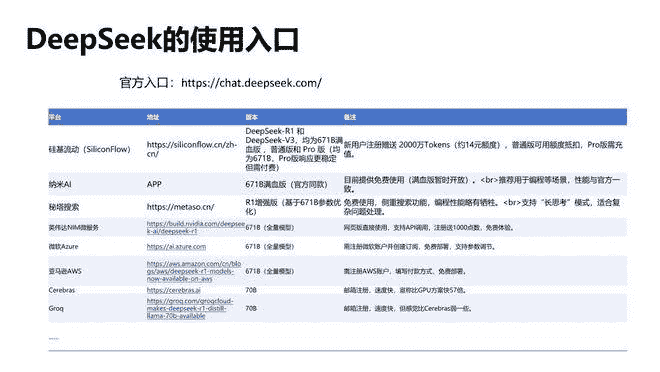 DeepSeek的使用入口
官方入口：https://chat.deepseek.com/
平台 地址 版本 备注
硅基流动（SiliconFlow） https://siliconflow.cn/zh-cn/ DeepSeek-R1 和 DeepSeek-V3，均为671B满血版，普通版和 Pro 版（均为671B，Pro版响应更稳定但需付费） 新用户注册赠送 2000万Tokens（约14元额度），普通版可用额度抵扣，Pro版需充值。
纳米AI APP 671B满血版（官方同款） 目前提供免费使用（满血版暂时开放）。<br>推荐用于编程等场景，性能与官方一致。
秘塔搜索 https://metaso.cn/ R1增强版（基于671B参数优化） 免费使用，侧重搜索功能，编程性能略有牺牲。<br>支持“长思考”模式，适合复杂问题处理。
英伟达NIM微服务 https://build.nvidia.com/deepseek-ai/deepseek-r1 671B（全量模型） 网页版直接使用，支持API调用，注册送1000点数，免费体验。
微软Azure https://ai.azure.com 671B（全量模型） 需注册微软账户并创建订阅，免费部署，支持参数调节。
亚马逊AWS https://aws.amazon.com/cn/blogs/aws/deepseek-r1-models-now-available-on-aws 671B（全量模型） 需注册AWS账户，填写付款方式，免费部署。
Cerebras https://cerebras.ai 70B 邮箱注册，速度快，宣称比GPU方案快57倍。
Groq https://groq.com/groqcloud-makes-deepseek-r1-distill-llama-70b-available 70B 邮箱注册，速度快，但感觉比Cerebras弱一些。
......